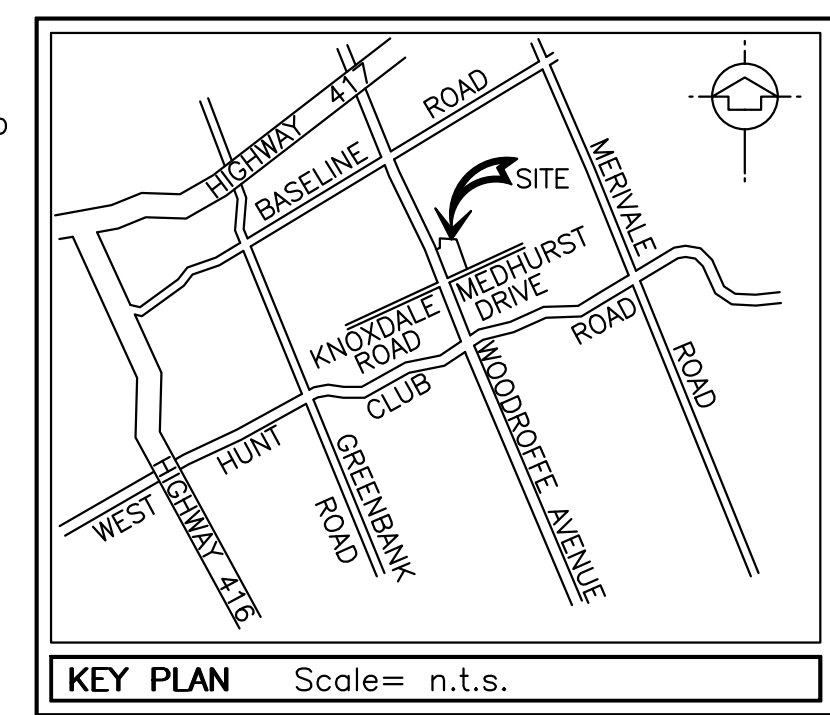 HIGHWAY 417
BASELINE ROAD
MERIVALE ROAD
SITE
MEDHURST
DRIVE
KNOXDALE
ROAD
WEST HUNT CLUB ROAD
WOODROFFE AVENUE
GREENBANK
ROAD
HIGHWAY 416
KEY PLAN Scale= n.t.s.